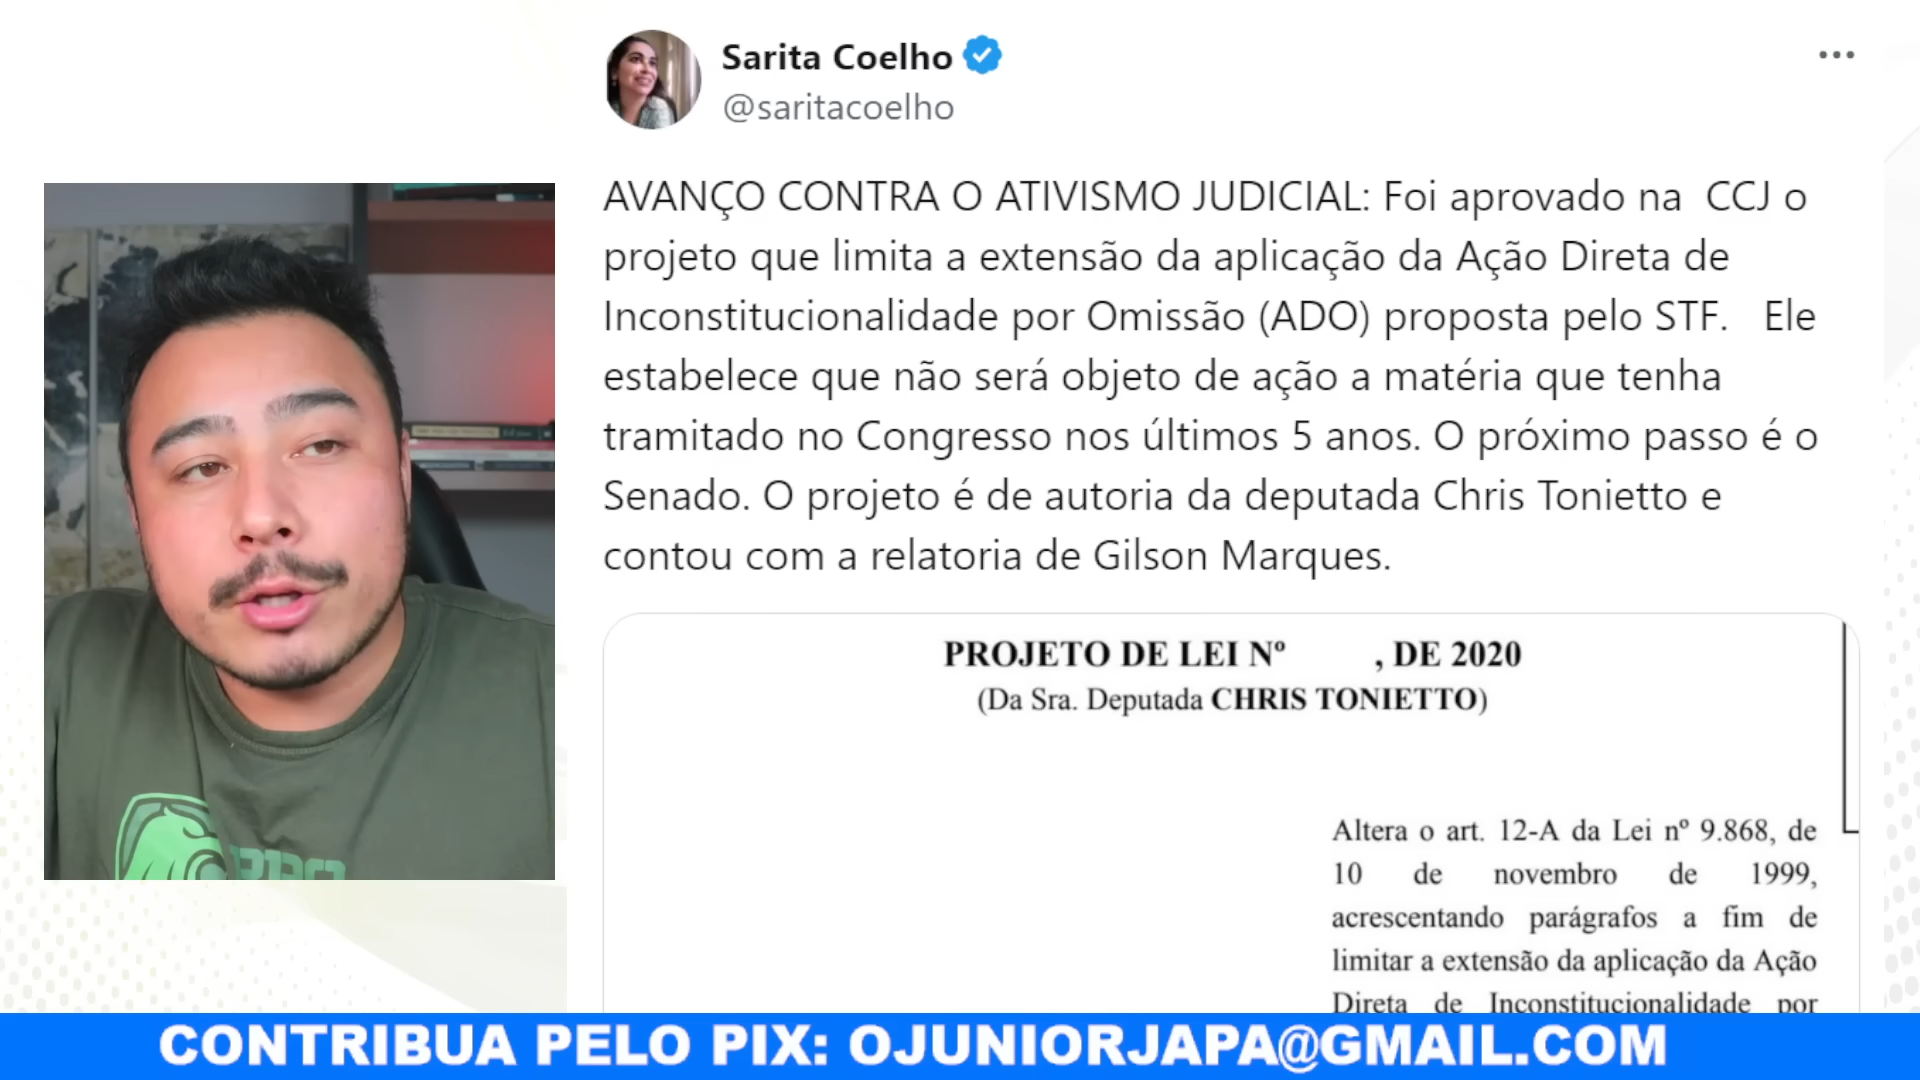 Sarita Coelho
@saritacoelho
AVANÇO CONTRA O ATIVISMO JUDICIAL: Foi aprovado na CCJ o
projeto que limita a extensão da aplicação da Ação Direta de
Inconstitucionalidade por Omissão (ADO) proposta pelo STF. Ele
estabelece que não será objeto de ação a matéria que tenha
tramitado no Congresso nos últimos 5 anos. O próximo passo é o
Senado. O projeto é de autoria da deputada Chris Tonietto e
contou com a relatoria de Gilson Marques.
PROJETO DE LEI Nº , DE 2020
(Da Sra. Deputada CHRIS TONIETTO)
Altera o art. 12-A da Lei nº 9.868, de
10 de novembro de 1999,
acrescentando parágrafos a fim de
limitar a extensão da aplicação da Ação
Direta de Inconstitucionalidade por
CONTRIBUA PELO PIX: OJUNIORJAPA@GMAIL.COM